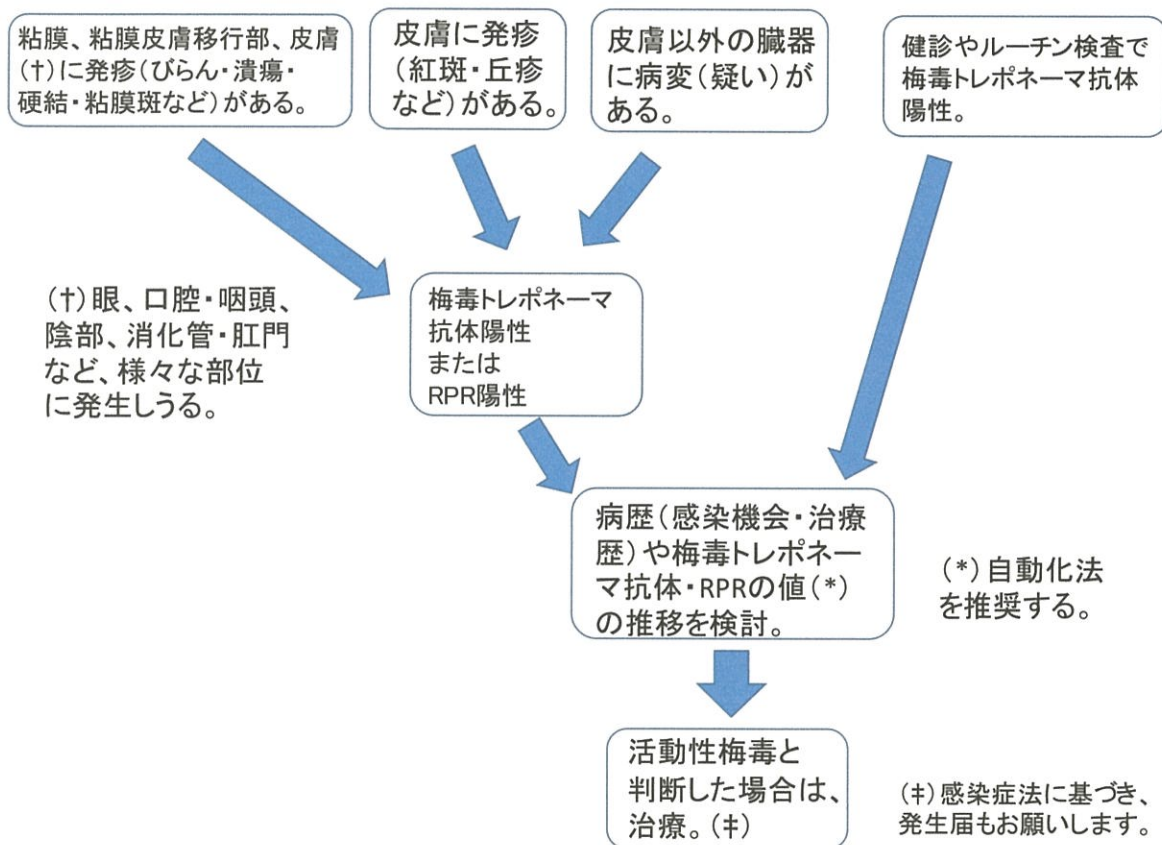 粘膜、粘膜皮膚移行部、皮膚
(†)に発疹(びらん・潰瘍・
硬結・粘膜斑など)がある。
皮膚に発疹
(紅斑・丘疹
など)がある。
皮膚以外の臓器
に病変(疑い)が
ある。
健診やルーチン検査で
梅毒トレポネーマ抗体
陽性。
(†)眼、口腔・咽頭、
陰部、消化管・肛門
など、様々な部位
に発生しうる。
梅毒トレポネーマ
抗体陽性
または
RPR陽性
病歴(感染機会・治療
歴)や梅毒トレポネー
マ抗体・RPRの値(*)
の推移を検討。
(*)自動化法
を推奨する。
活動性梅毒と
判断した場合は、
治療。(‡)
(‡)感染症法に基づき、
発生届もお願いします。